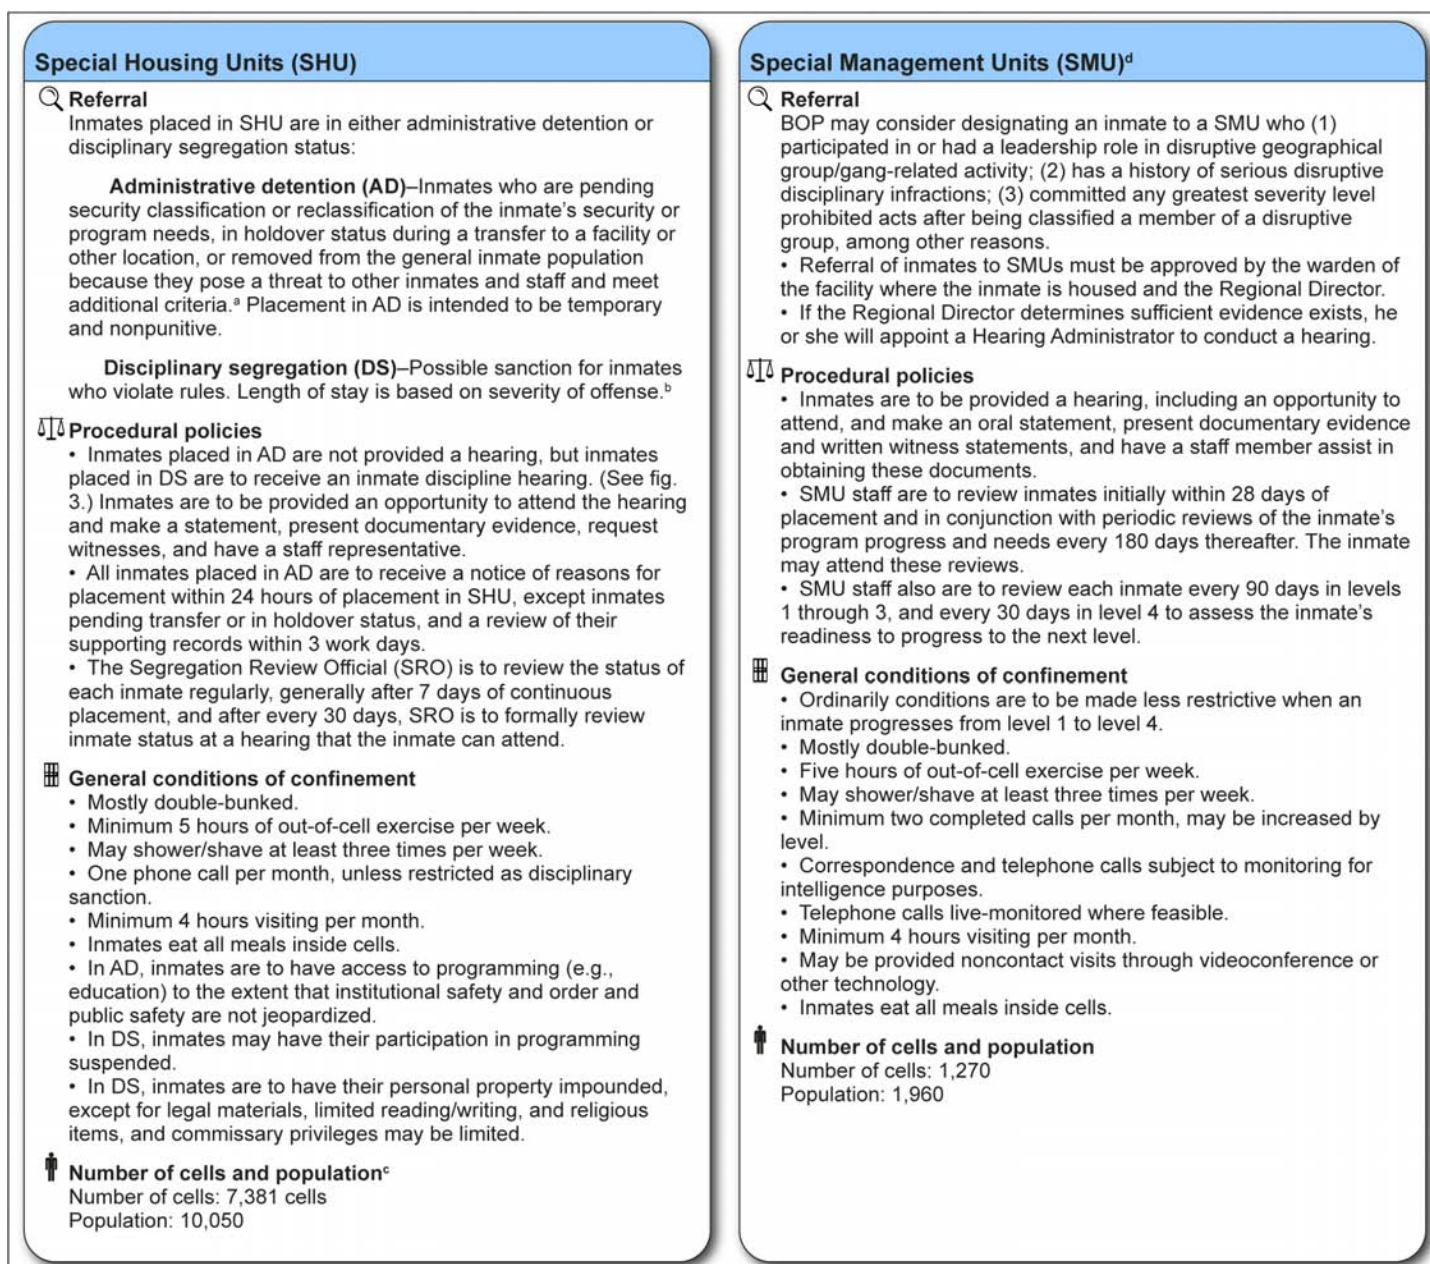 Special Housing Units (SHU)
Referral
Inmates placed in SHU are in either administrative detention or
disciplinary segregation status:
Administrative detention (AD)–Inmates who are pending
security classification or reclassification of the inmate's security or
program needs, in holdover status during a transfer to a facility or
other location, or removed from the general inmate population
because they pose a threat to other inmates and staff and meet
additional criteria.ᵃ Placement in AD is intended to be temporary
and nonpunitive.
Disciplinary segregation (DS)–Possible sanction for inmates
who violate rules. Length of stay is based on severity of offense.ᵇ
Procedural policies
• Inmates placed in AD are not provided a hearing, but inmates
placed in DS are to receive an inmate discipline hearing. (See fig.
3.) Inmates are to be provided an opportunity to attend the hearing
and make a statement, present documentary evidence, request
witnesses, and have a staff representative.
• All inmates placed in AD are to receive a notice of reasons for
placement within 24 hours of placement in SHU, except inmates
pending transfer or in holdover status, and a review of their
supporting records within 3 work days.
• The Segregation Review Official (SRO) is to review the status of
each inmate regularly, generally after 7 days of continuous
placement, and after every 30 days, SRO is to formally review
inmate status at a hearing that the inmate can attend.
General conditions of confinement
• Mostly double-bunked.
• Minimum 5 hours of out-of-cell exercise per week.
• May shower/shave at least three times per week.
• One phone call per month, unless restricted as disciplinary
sanction.
• Minimum 4 hours visiting per month.
• Inmates eat all meals inside cells.
• In AD, inmates are to have access to programming (e.g.,
education) to the extent that institutional safety and order and
public safety are not jeopardized.
• In DS, inmates may have their participation in programming
suspended.
• In DS, inmates are to have their personal property impounded,
except for legal materials, limited reading/writing, and religious
items, and commissary privileges may be limited.
Number of cells and populationᶜ
Number of cells: 7,381 cells
Population: 10,050
Special Management Units (SMU)ᵈ
Referral
BOP may consider designating an inmate to a SMU who (1)
participated in or had a leadership role in disruptive geographical
group/gang-related activity; (2) has a history of serious disruptive
disciplinary infractions; (3) committed any greatest severity level
prohibited acts after being classified a member of a disruptive
group, among other reasons.
• Referral of inmates to SMUs must be approved by the warden of
the facility where the inmate is housed and the Regional Director.
• If the Regional Director determines sufficient evidence exists, he
or she will appoint a Hearing Administrator to conduct a hearing.
Procedural policies
• Inmates are to be provided a hearing, including an opportunity to
attend, and make an oral statement, present documentary evidence
and written witness statements, and have a staff member assist in
obtaining these documents.
• SMU staff are to review inmates initially within 28 days of
placement and in conjunction with periodic reviews of the inmate's
program progress and needs every 180 days thereafter. The inmate
may attend these reviews.
• SMU staff also are to review each inmate every 90 days in levels
1 through 3, and every 30 days in level 4 to assess the inmate's
readiness to progress to the next level.
General conditions of confinement
• Ordinarily conditions are to be made less restrictive when an
inmate progresses from level 1 to level 4.
• Mostly double-bunked.
• Five hours of out-of-cell exercise per week.
• May shower/shave at least three times per week.
• Minimum two completed calls per month, may be increased by
level.
• Correspondence and telephone calls subject to monitoring for
intelligence purposes.
• Telephone calls live-monitored where feasible.
• Minimum 4 hours visiting per month.
• May be provided noncontact visits through videoconference or
other technology.
• Inmates eat all meals inside cells.
Number of cells and population
Number of cells: 1,270
Population: 1,960